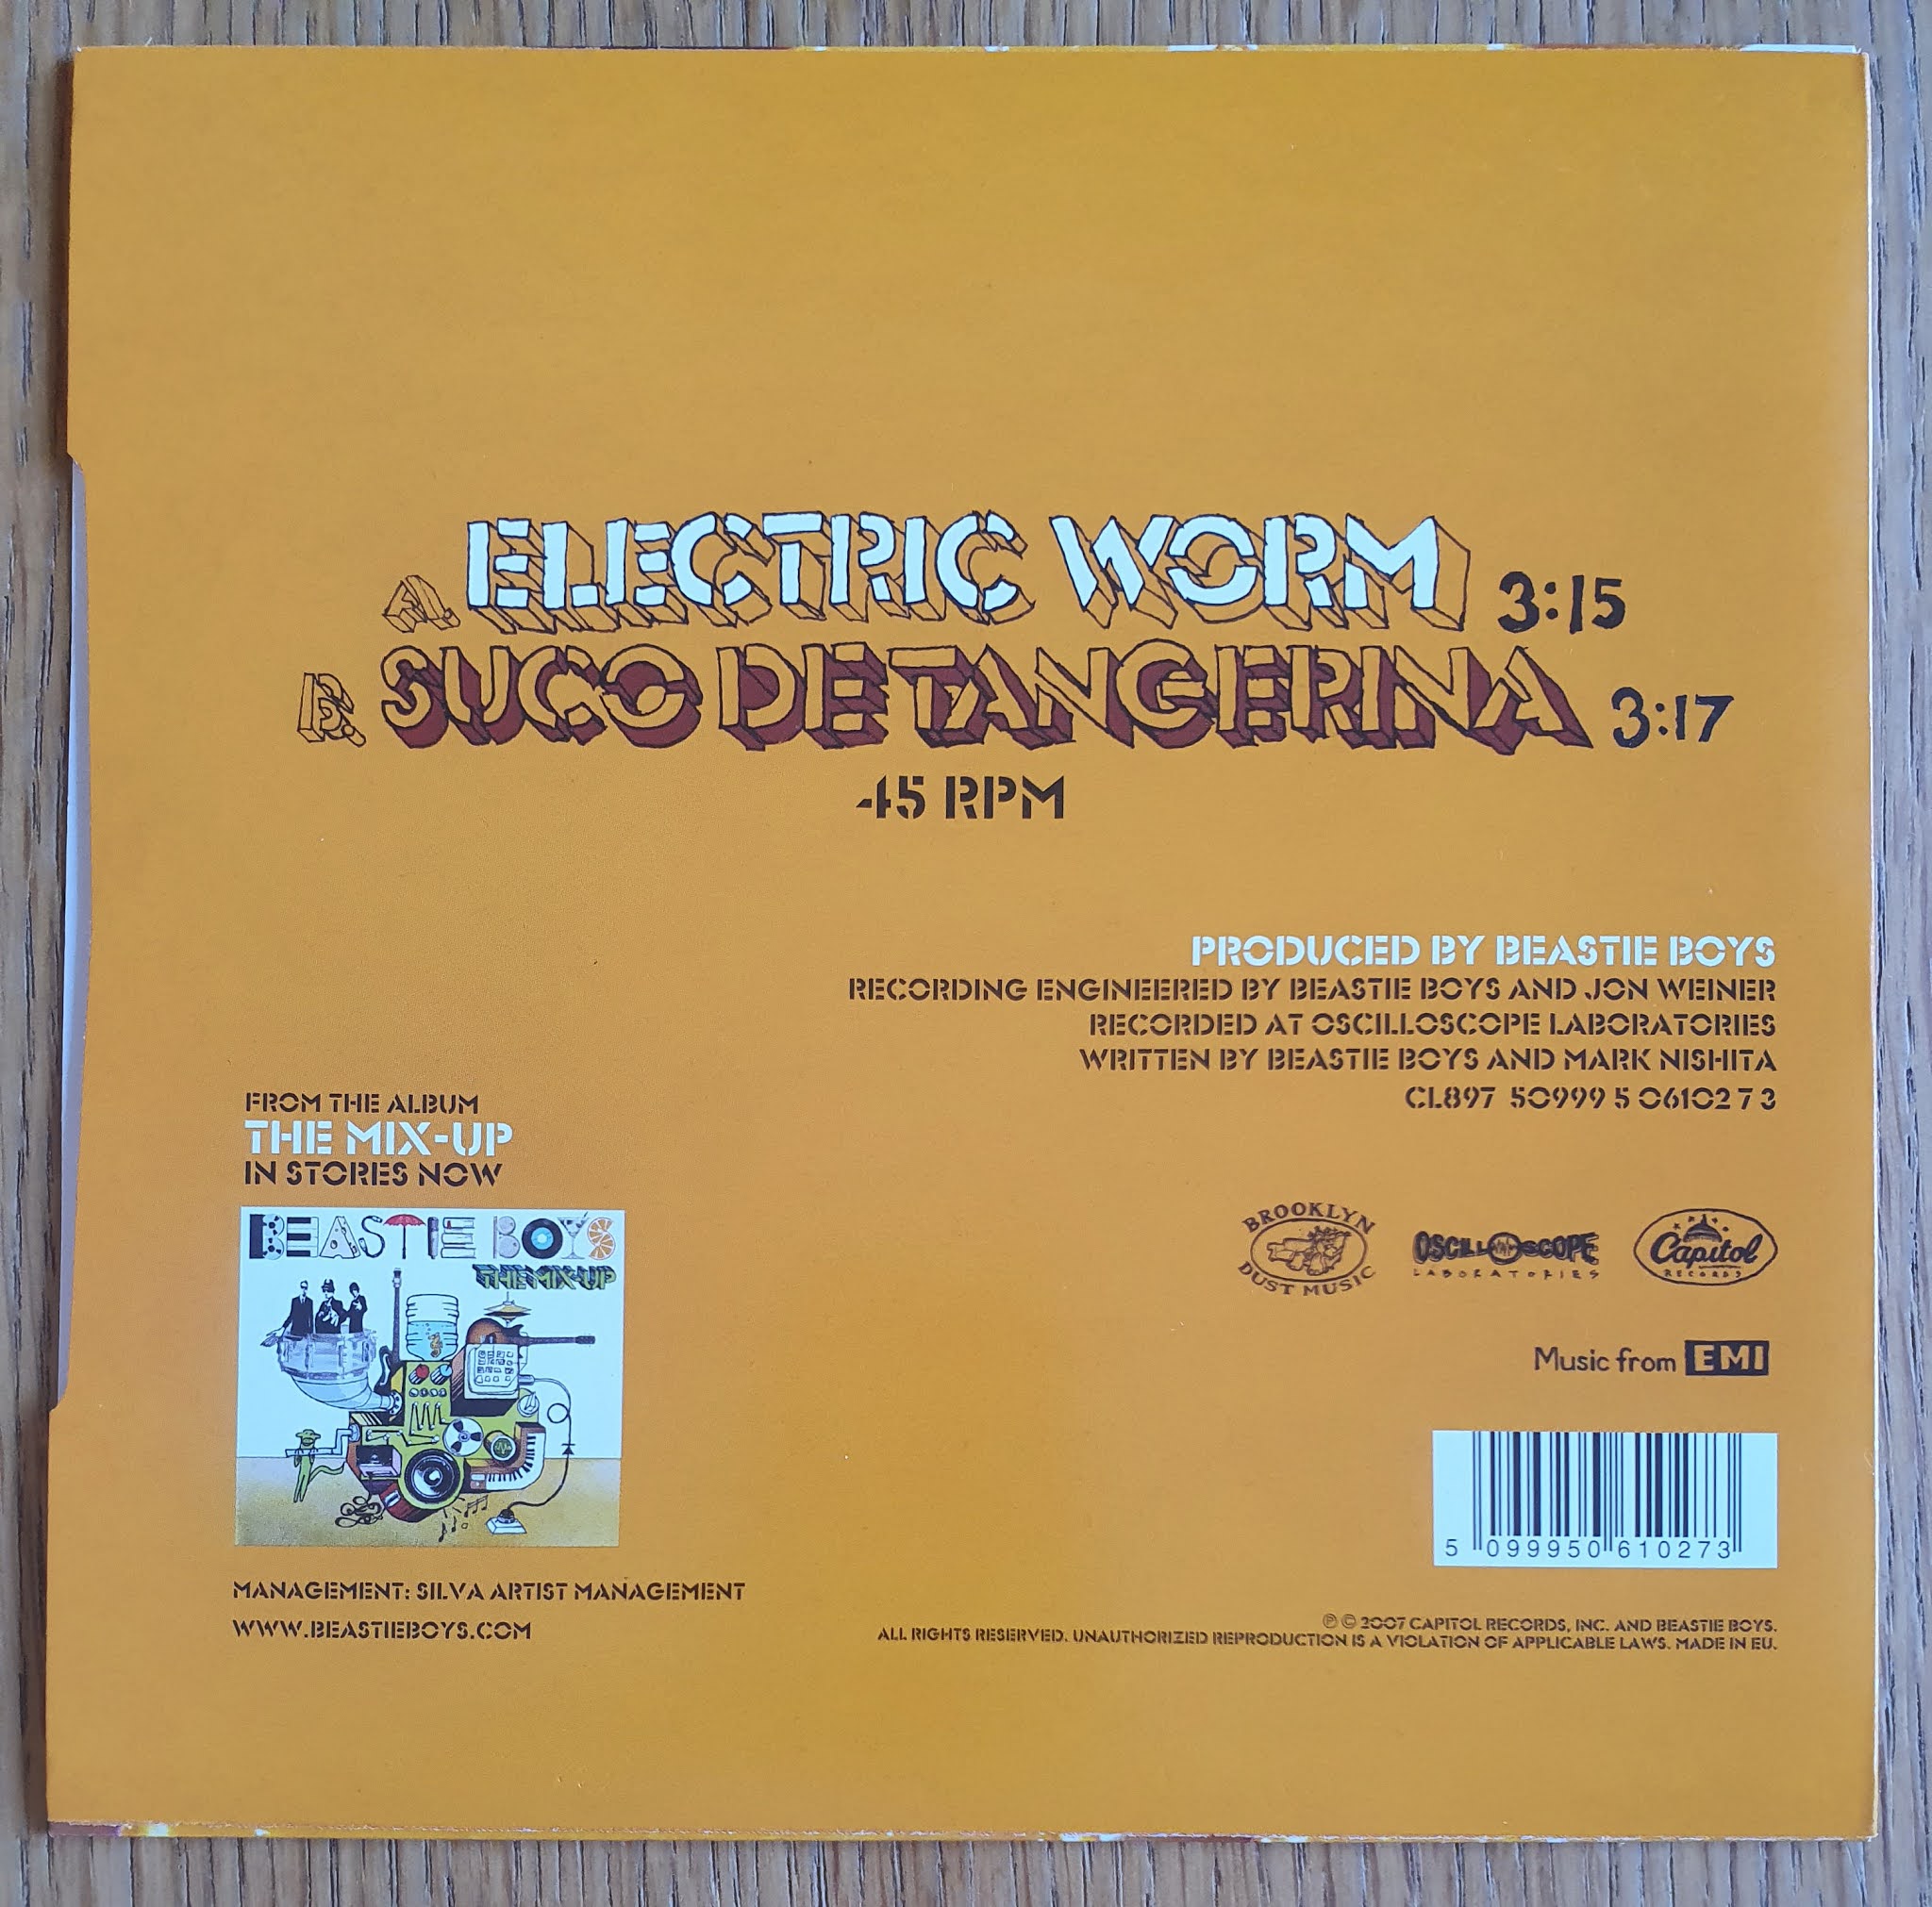 A. ELECTRIC WORM 3:15
B. SUCO DE TANGERINA 3:17
45 RPM
PRODUCED BY BEASTIE BOYS
RECORDING ENGINEERED BY BEASTIE BOYS AND JON WEINER
RECORDED AT OSCILLOSCOPE LABORATORIES
WRITTEN BY BEASTIE BOYS AND MARK NISHITA
CL897 50999 5 06102 7 3
FROM THE ALBUM
THE MIX-UP
IN STORES NOW
BEASTIE BOYS
THE MIX-UP
BROOKLYN
DUST MUSIC
OSCILLOSCOPE
LABORATORIES
Capitol
RECORDS
Music from EMI
5 099950 610273
MANAGEMENT: SILVA ARTIST MANAGEMENT
WWW.BEASTIEBOYS.COM
℗ © 2007 CAPITOL RECORDS, INC. AND BEASTIE BOYS.
ALL RIGHTS RESERVED. UNAUTHORIZED REPRODUCTION IS A VIOLATION OF APPLICABLE LAWS. MADE IN EU.